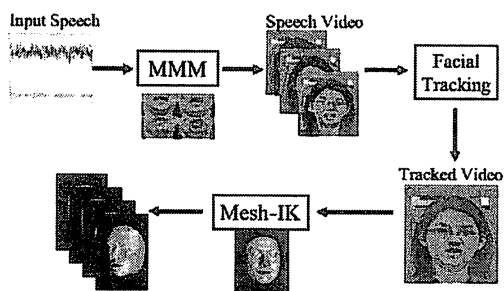 Input Speech
Speech Video
MMM
Facial
Tracking
Tracked Video
Mesh-IK